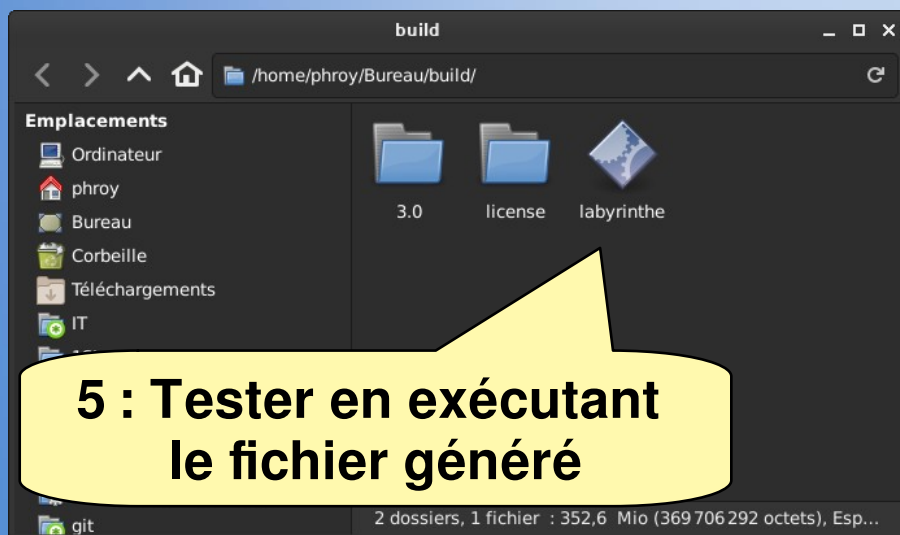 build
/home/phroy/Bureau/build/
Emplacements
Ordinateur
phroy
Bureau
Corbeille
Téléchargements
IT
3.0
license
labyrinthe
5 : Tester en exécutant
le fichier généré
git
2 dossiers, 1 fichier : 352,6 Mio (369 706 292 octets), Esp...